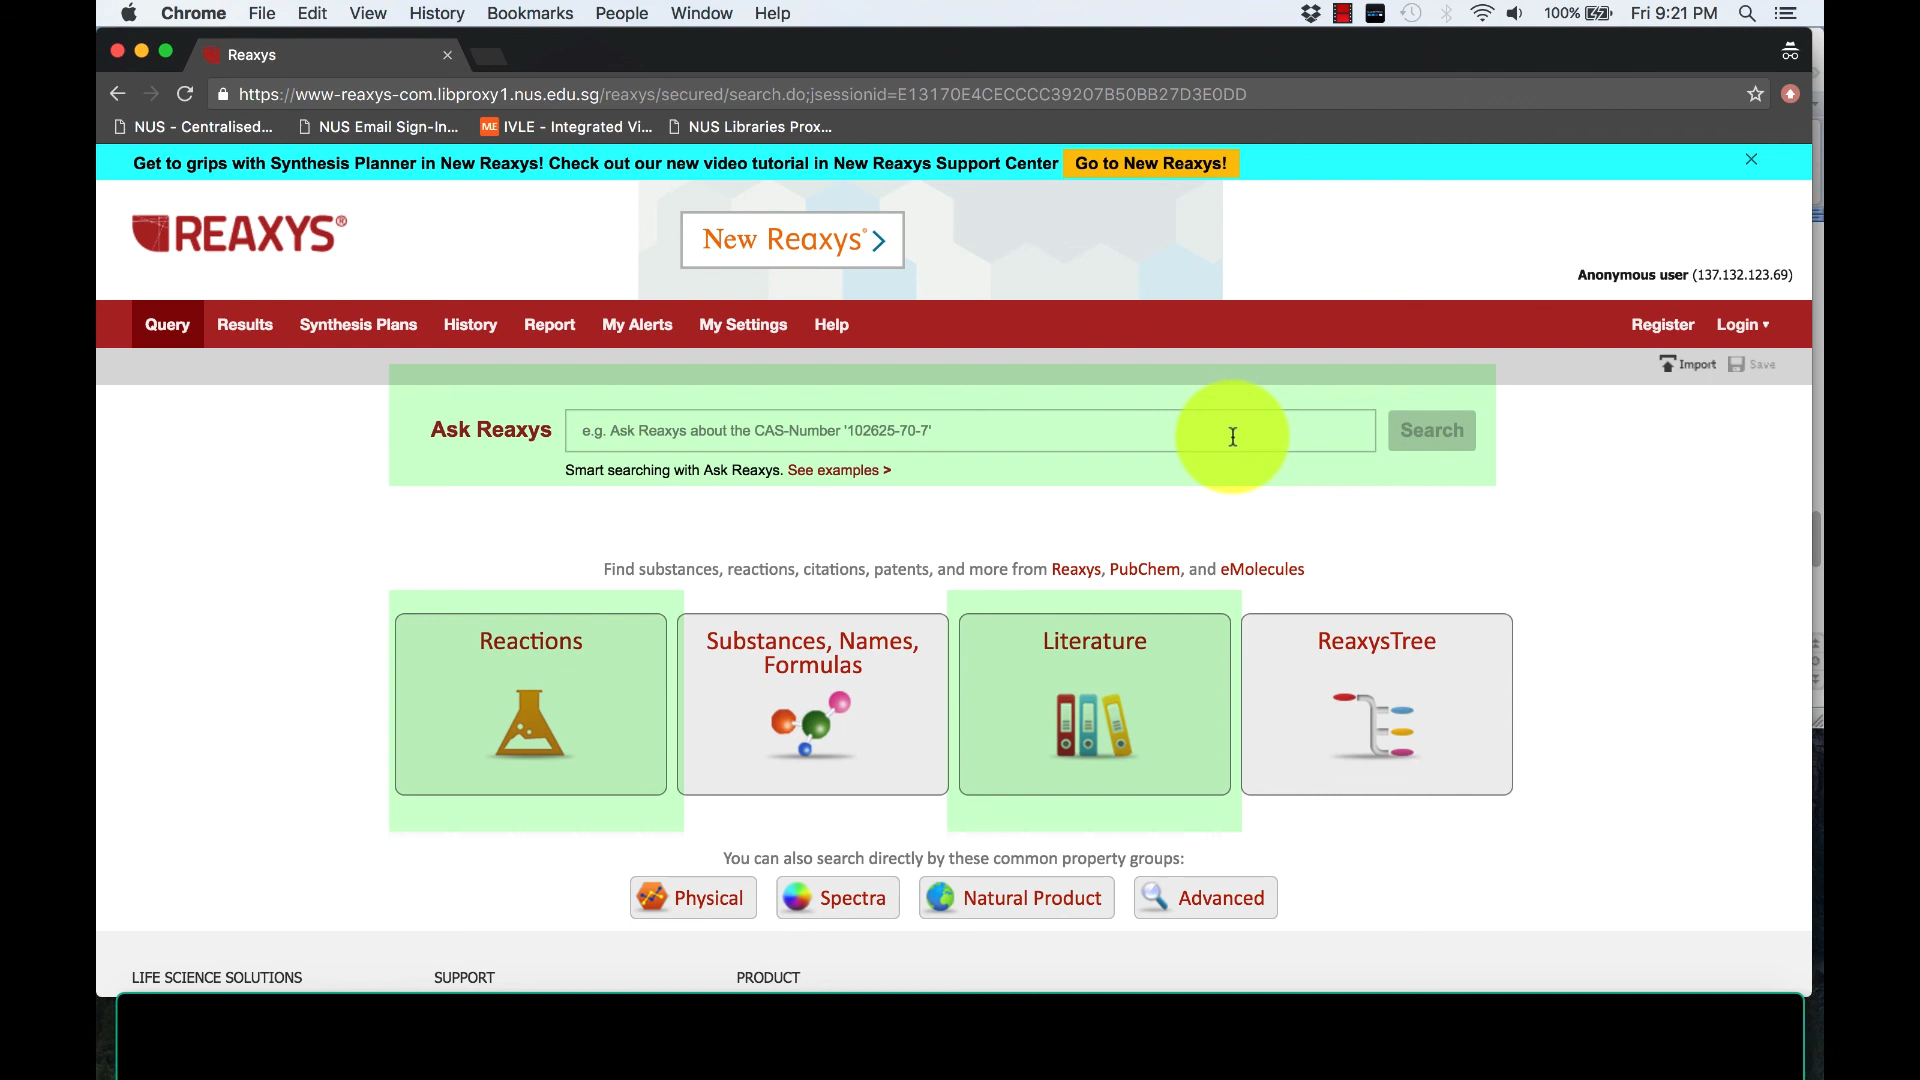 Chrome File Edit View History Bookmarks People Window Help 100% Fri 9:21 PM
Reaxys
https://www-reaxys-com.libproxy1.nus.edu.sg/reaxys/secured/search.do;jsessionid=E13170E4CECCCC39207B50BB27D3E0DD
NUS - Centralised... NUS Email Sign-In... ME IVLE - Integrated Vi... NUS Libraries Prox...
Get to grips with Synthesis Planner in New Reaxys! Check out our new video tutorial in New Reaxys Support Center Go to New Reaxys!
REAXYS®
New Reaxys®
Anonymous user (137.132.123.69)
Query Results Synthesis Plans History Report My Alerts My Settings Help Register Login
Import Save
Ask Reaxys e.g. Ask Reaxys about the CAS-Number '102625-70-7' Search
Smart searching with Ask Reaxys. See examples >
Find substances, reactions, citations, patents, and more from Reaxys, PubChem, and eMolecules
Reactions
Substances, Names,
Formulas
Literature
ReaxysTree
You can also search directly by these common property groups:
Physical Spectra Natural Product Advanced
LIFE SCIENCE SOLUTIONS SUPPORT PRODUCT